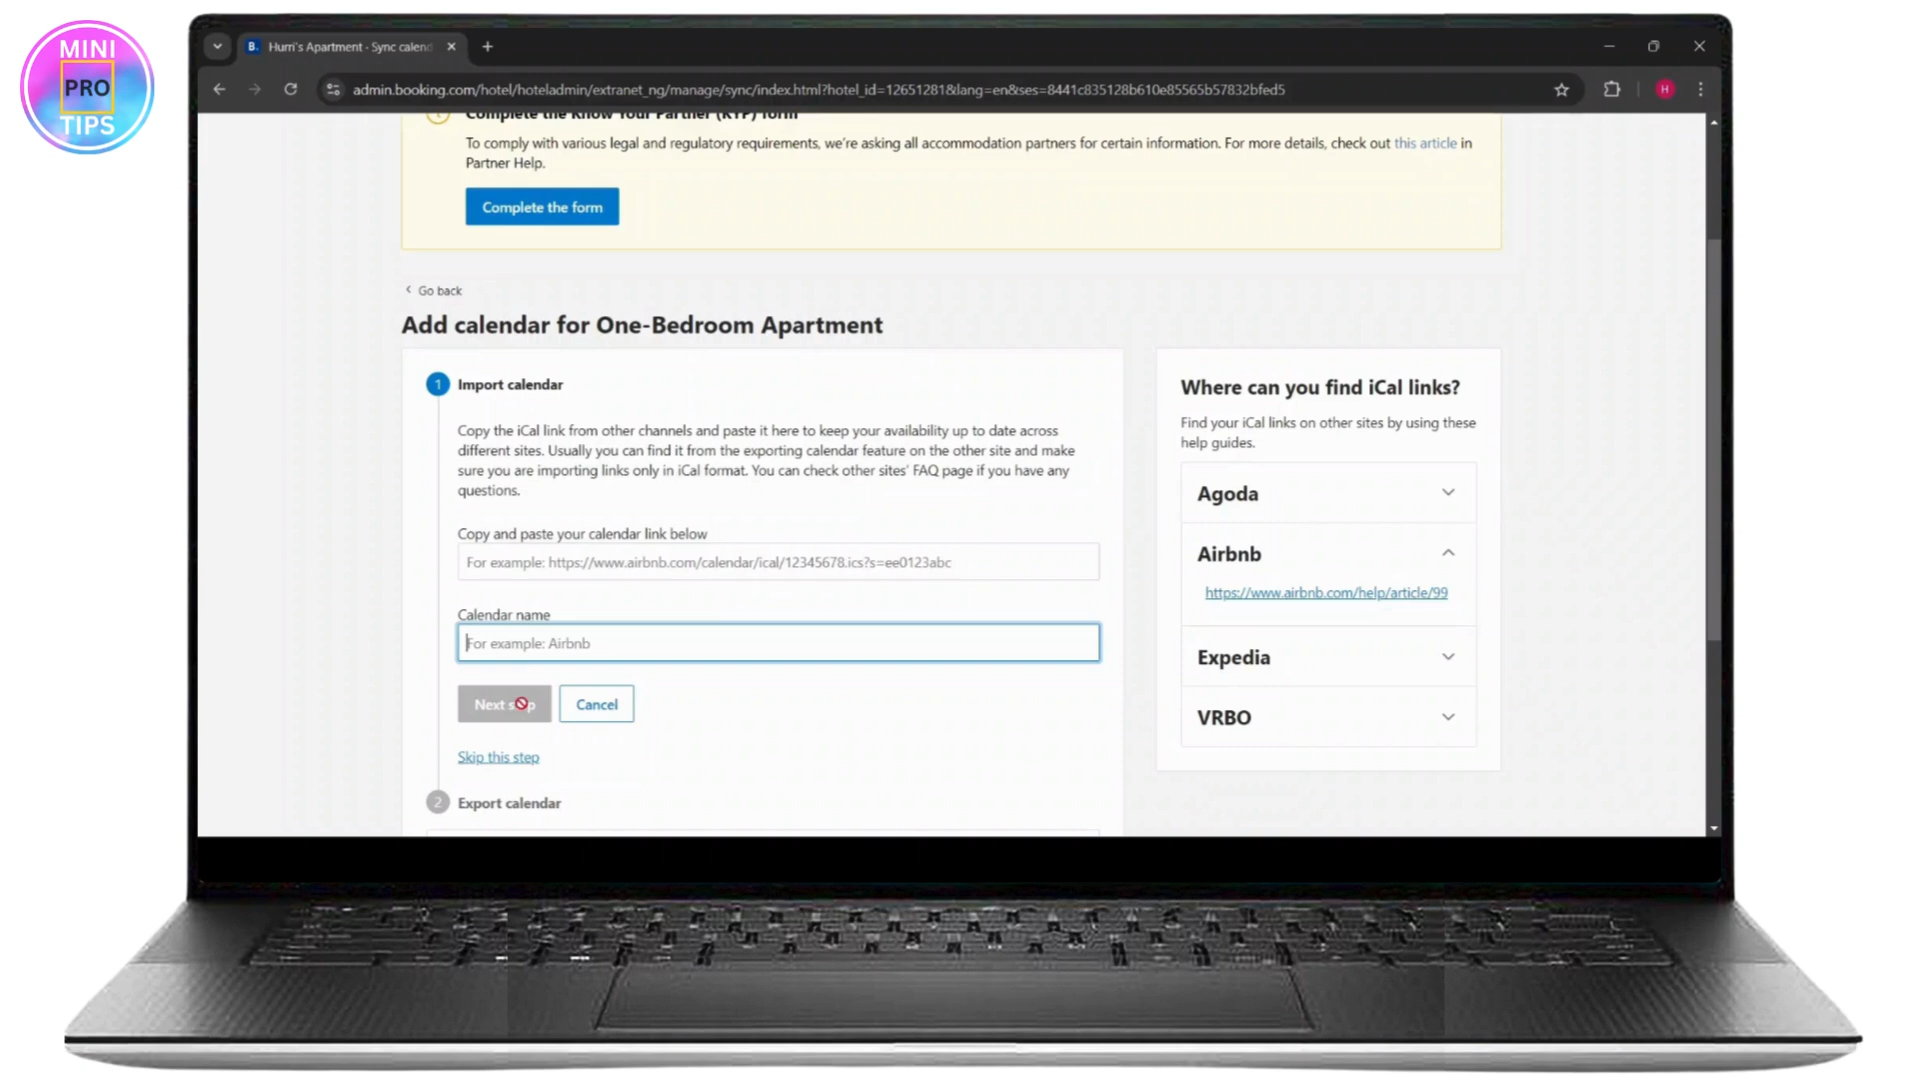 MINI
PRO
TIPS
B. Hurri's Apartment - Sync calend
admin.booking.com/hotel/hoteladmin/extranet_ng/manage/sync/index.html?hotel_id=12651281&lang=en&ses=8441c835128b610e85565b57832bfed5
H
Complete the Know Your Partner (KYP) form
To comply with various legal and regulatory requirements, we're asking all accommodation partners for certain information. For more details, check out this article in
Partner Help.
Complete the form
Go back
Add calendar for One-Bedroom Apartment
1 Import calendar
Copy the iCal link from other channels and paste it here to keep your availability up to date across
different sites. Usually you can find it from the exporting calendar feature on the other site and make
sure you are importing links only in iCal format. You can check other sites' FAQ page if you have any
questions.
Copy and paste your calendar link below
For example: https://www.airbnb.com/calendar/ical/12345678.ics?s=ee0123abc
Calendar name
For example: Airbnb
Next step
Cancel
Skip this step
2 Export calendar
Where can you find iCal links?
Find your iCal links on other sites by using these
help guides.
Agoda
Airbnb
https://www.airbnb.com/help/article/99
Expedia
VRBO